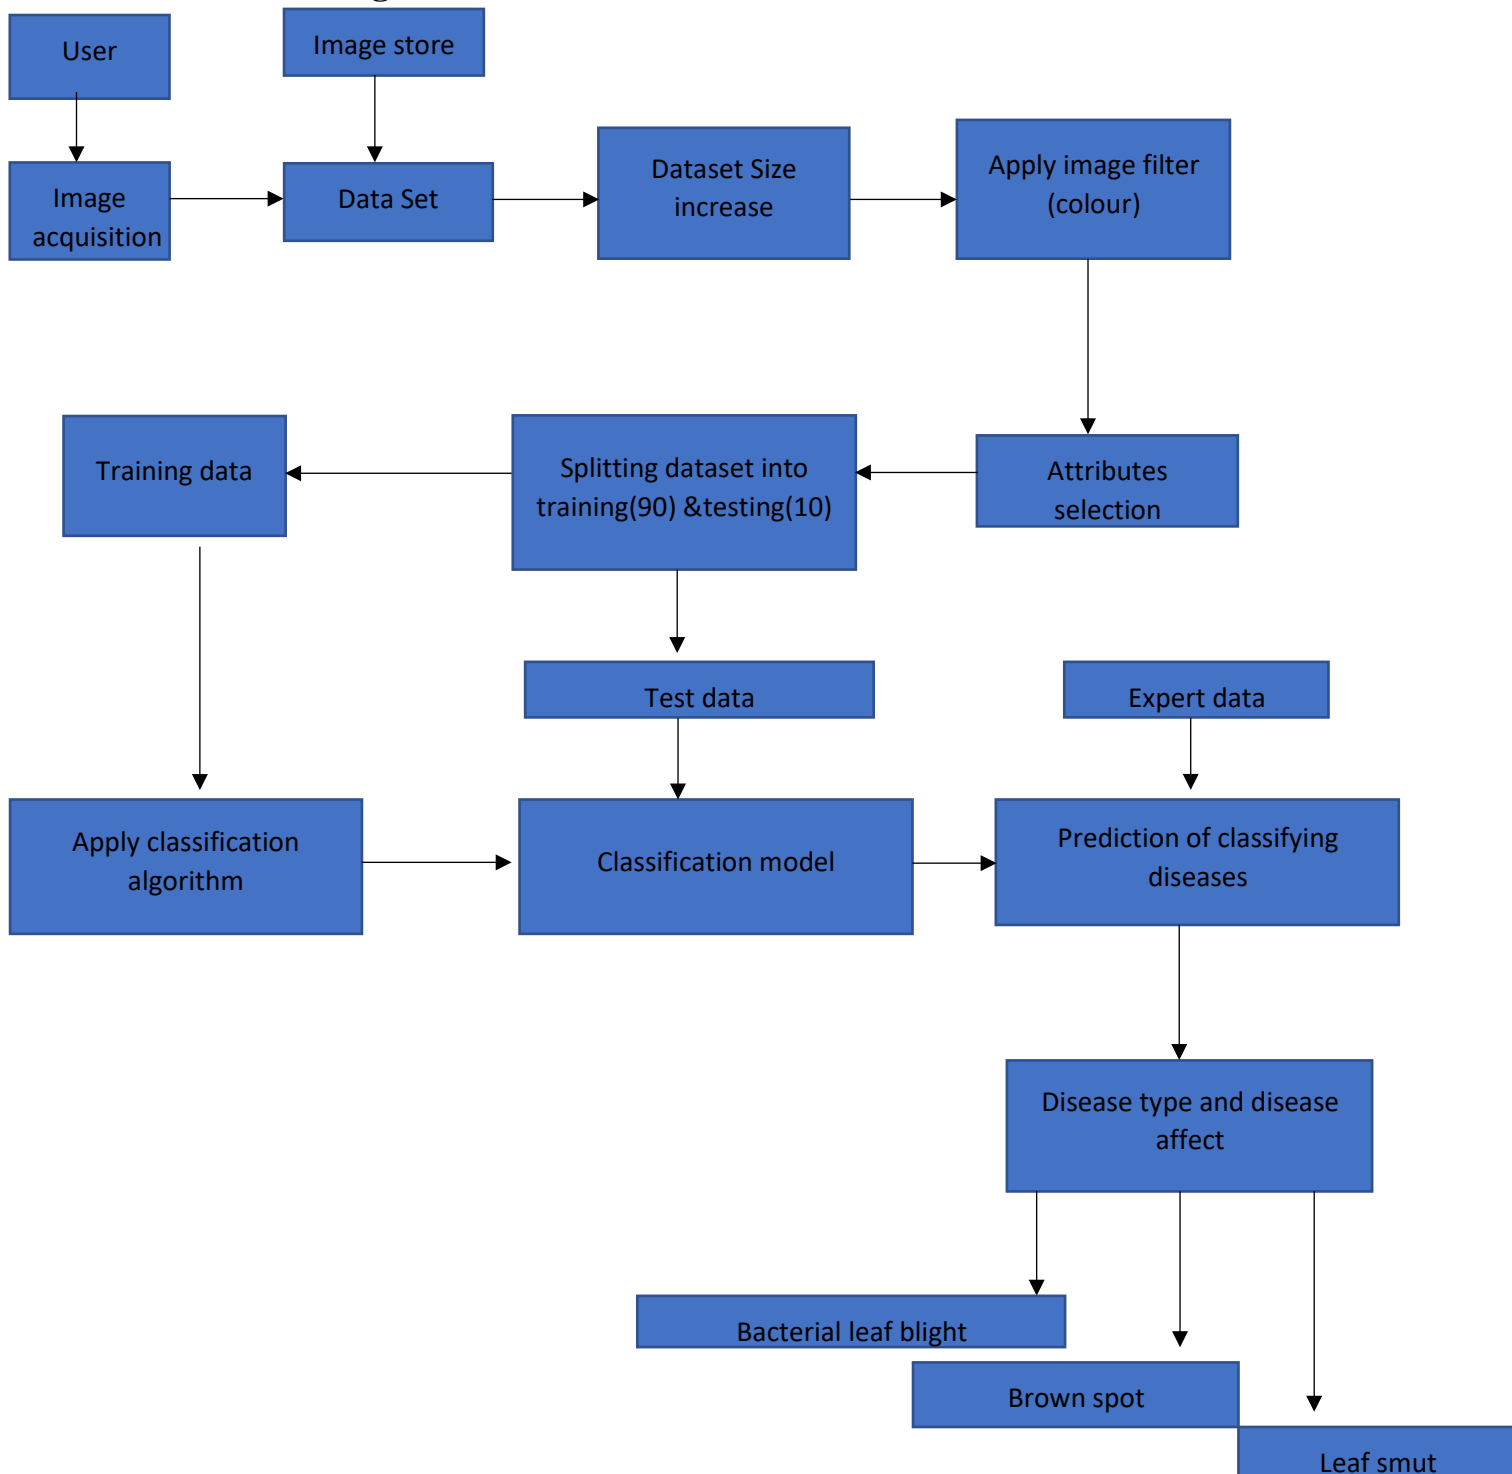 User
Image store
Image
acquisition
Data Set
Dataset Size
increase
Apply image filter
(colour)
Training data
Splitting dataset into
training(90) &testing(10)
Attributes
selection
Test data
Expert data
Apply classification
algorithm
Classification model
Prediction of classifying
diseases
Disease type and disease
affect
Bacterial leaf blight
Brown spot
Leaf smut